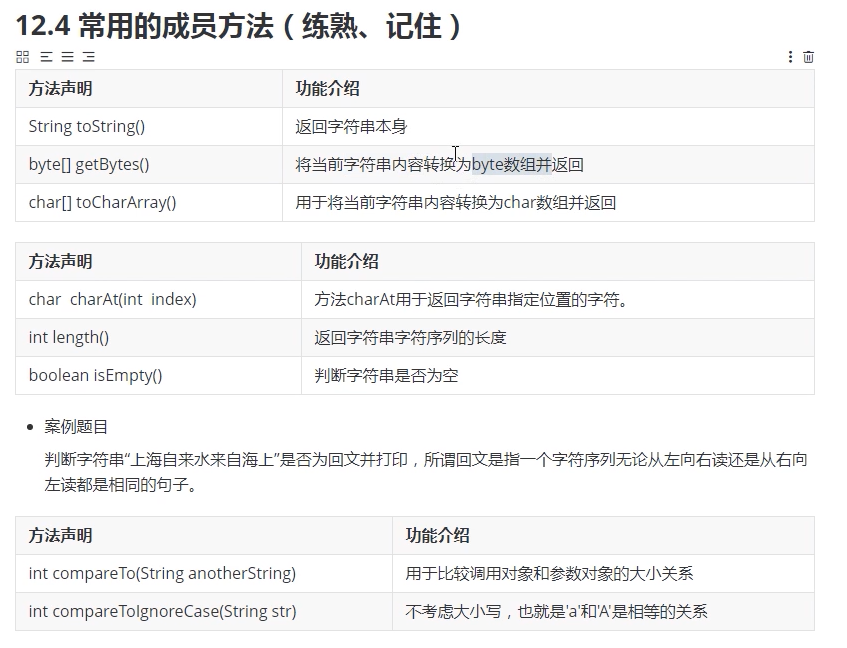 12.4 常用的成员方法（练熟、记住）
方法声明 功能介绍
String toString() 返回字符串本身
byte[] getBytes() 将当前字符串内容转换为byte数组并返回
char[] toCharArray() 用于将当前字符串内容转换为char数组并返回
方法声明 功能介绍
char charAt(int index) 方法charAt用于返回字符串指定位置的字符。
int length() 返回字符串字符序列的长度
boolean isEmpty() 判断字符串是否为空
案例题目
判断字符串“上海自来水来自海上”是否为回文并打印，所谓回文是指一个字符序列无论从左向右读还是从右向
左读都是相同的句子。
方法声明 功能介绍
int compareTo(String anotherString) 用于比较调用对象和参数对象的大小关系
int compareToIgnoreCase(String str) 不考虑大小写，也就是'a'和'A'是相等的关系